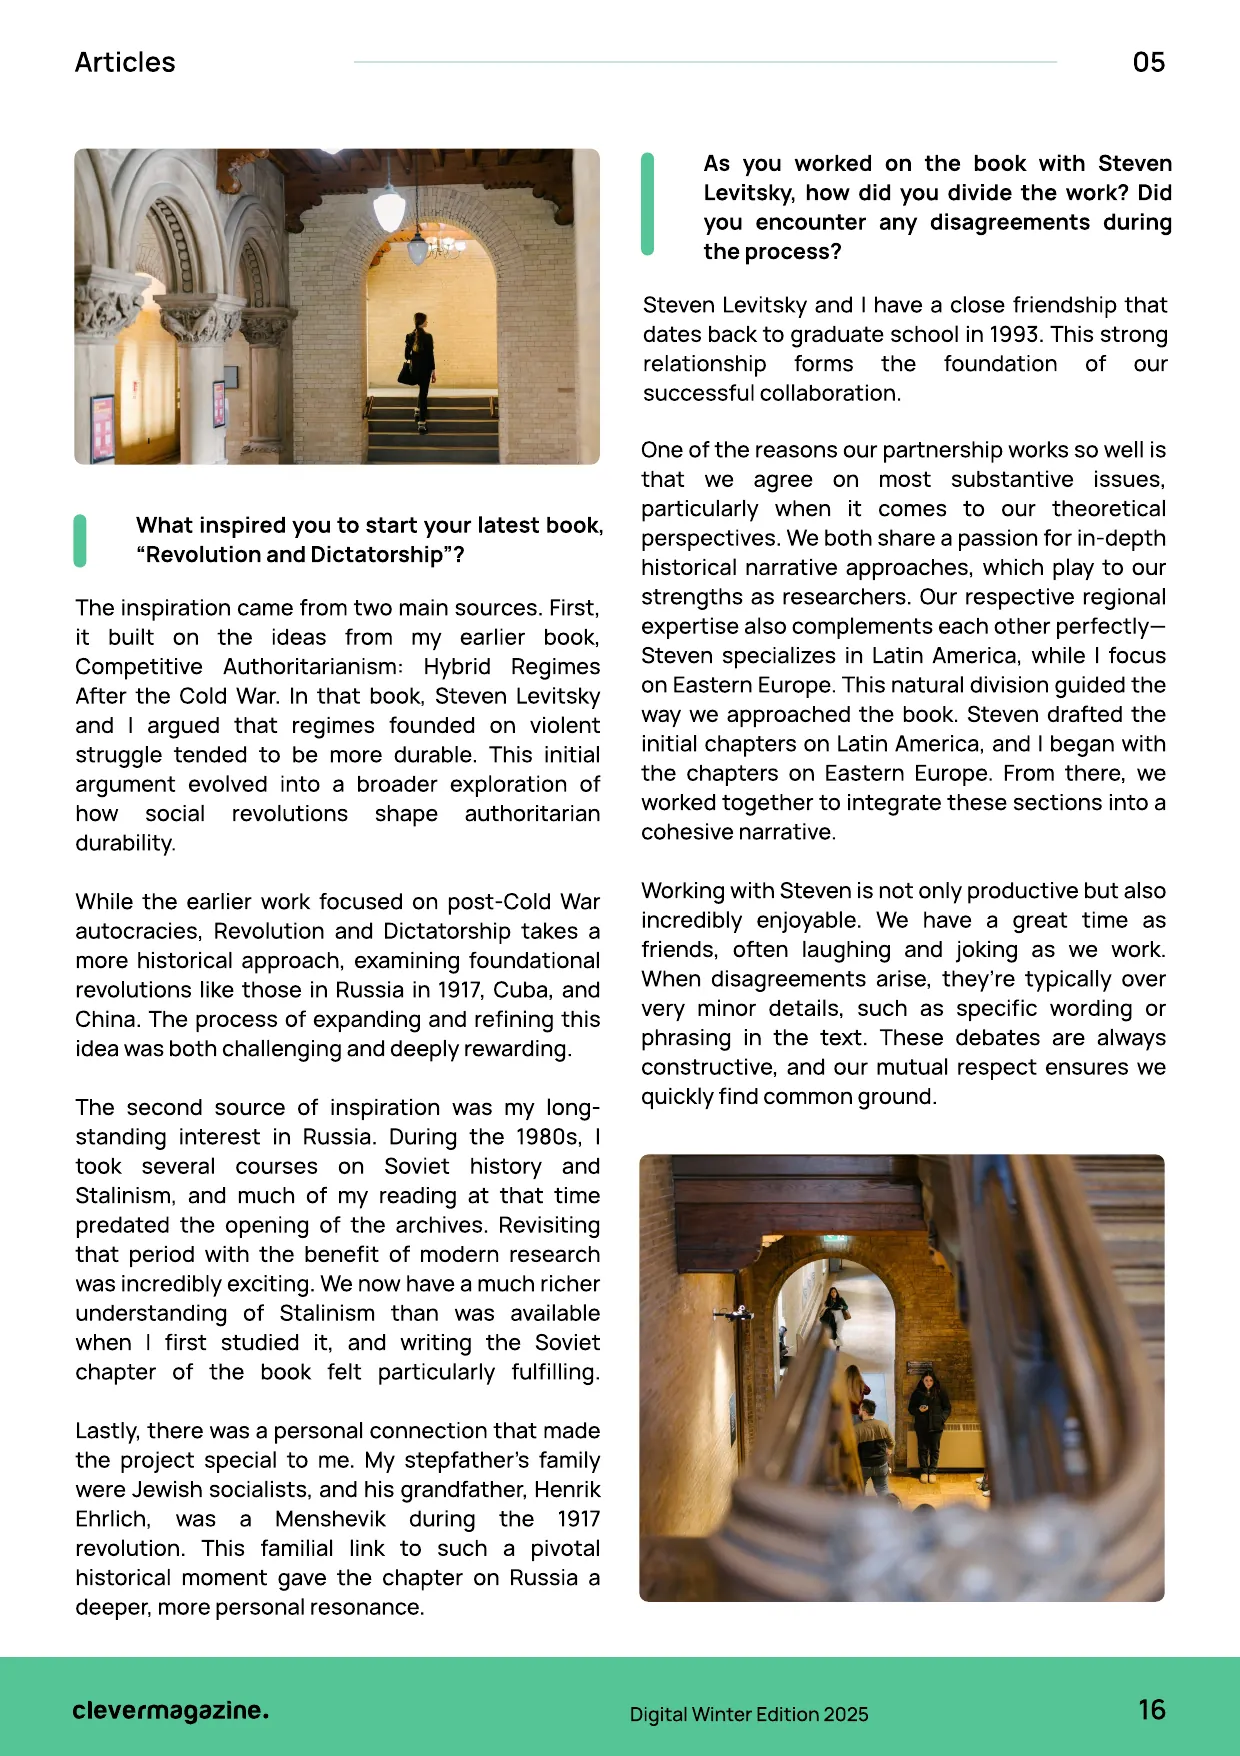 Articles
05
What inspired you to start your latest book,
“Revolution and Dictatorship”?
The inspiration came from two main sources. First,
it built on the ideas from my earlier book,
Competitive Authoritarianism: Hybrid Regimes
After the Cold War. In that book, Steven Levitsky
and I argued that regimes founded on violent
struggle tended to be more durable. This initial
argument evolved into a broader exploration of
how social revolutions shape authoritarian
durability.
While the earlier work focused on post-Cold War
autocracies, Revolution and Dictatorship takes a
more historical approach, examining foundational
revolutions like those in Russia in 1917, Cuba, and
China. The process of expanding and refining this
idea was both challenging and deeply rewarding.
The second source of inspiration was my long-
standing interest in Russia. During the 1980s, I
took several courses on Soviet history and
Stalinism, and much of my reading at that time
predated the opening of the archives. Revisiting
that period with the benefit of modern research
was incredibly exciting. We now have a much richer
understanding of Stalinism than was available
when I first studied it, and writing the Soviet
chapter of the book felt particularly fulfilling.
Lastly, there was a personal connection that made
the project special to me. My stepfather’s family
were Jewish socialists, and his grandfather, Henrik
Ehrlich, was a Menshevik during the 1917
revolution. This familial link to such a pivotal
historical moment gave the chapter on Russia a
deeper, more personal resonance.
As you worked on the book with Steven
Levitsky, how did you divide the work? Did
you encounter any disagreements during
the process?
Steven Levitsky and I have a close friendship that
dates back to graduate school in 1993. This strong
relationship forms the foundation of our
successful collaboration.
One of the reasons our partnership works so well is
that we agree on most substantive issues,
particularly when it comes to our theoretical
perspectives. We both share a passion for in-depth
historical narrative approaches, which play to our
strengths as researchers. Our respective regional
expertise also complements each other perfectly—
Steven specializes in Latin America, while I focus
on Eastern Europe. This natural division guided the
way we approached the book. Steven drafted the
initial chapters on Latin America, and I began with
the chapters on Eastern Europe. From there, we
worked together to integrate these sections into a
cohesive narrative.
Working with Steven is not only productive but also
incredibly enjoyable. We have a great time as
friends, often laughing and joking as we work.
When disagreements arise, they’re typically over
very minor details, such as specific wording or
phrasing in the text. These debates are always
constructive, and our mutual respect ensures we
quickly find common ground.
clevermagazine.
Digital Winter Edition 2025
16